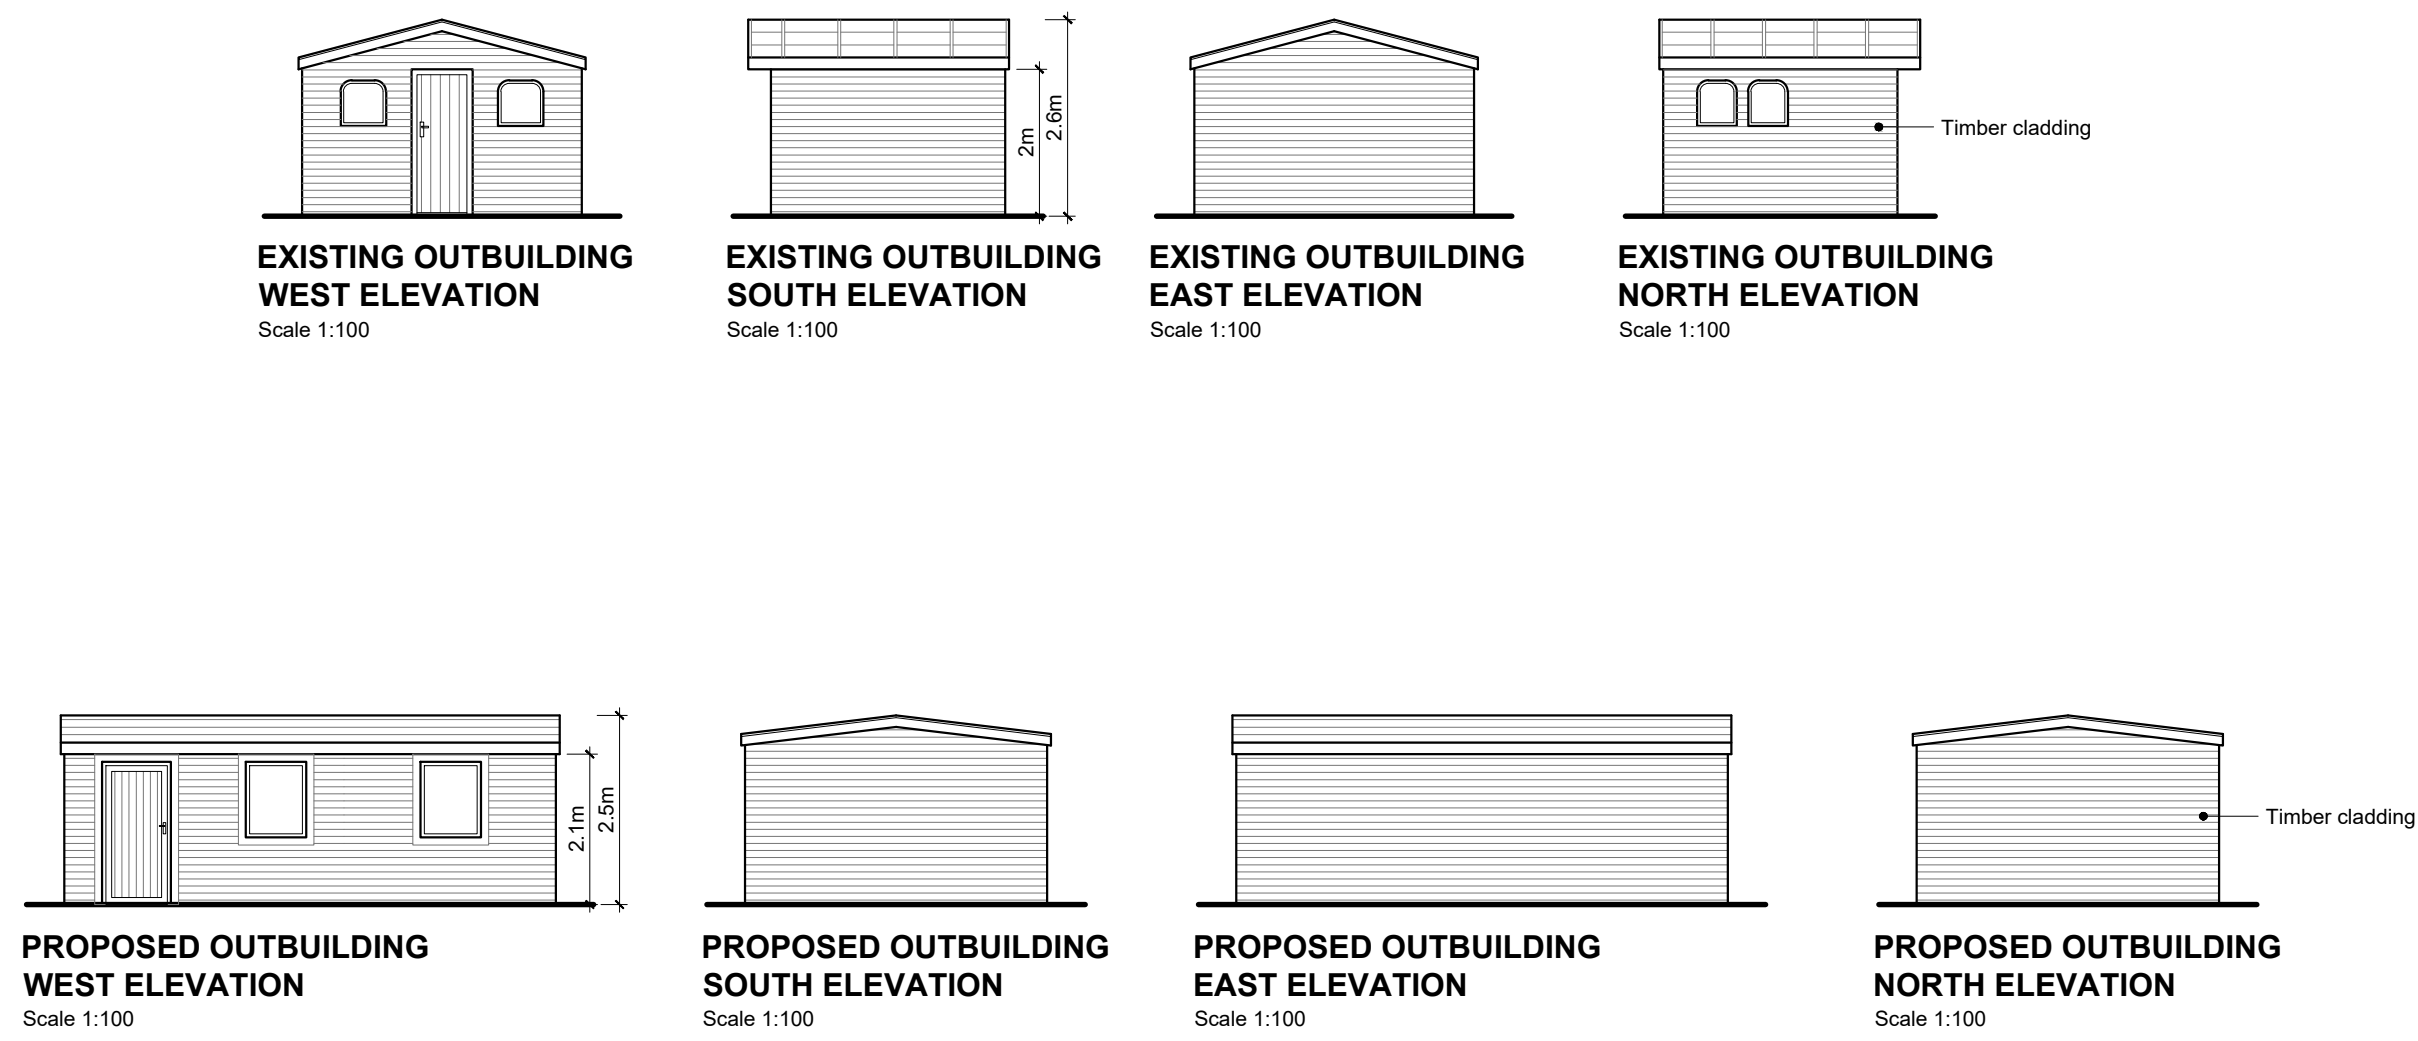 2m
2.6m
Timber cladding
EXISTING OUTBUILDING
WEST ELEVATION
Scale 1:100
EXISTING OUTBUILDING
SOUTH ELEVATION
Scale 1:100
EXISTING OUTBUILDING
EAST ELEVATION
Scale 1:100
EXISTING OUTBUILDING
NORTH ELEVATION
Scale 1:100
2.1m
2.5m
Timber cladding
PROPOSED OUTBUILDING
WEST ELEVATION
Scale 1:100
PROPOSED OUTBUILDING
SOUTH ELEVATION
Scale 1:100
PROPOSED OUTBUILDING
EAST ELEVATION
Scale 1:100
PROPOSED OUTBUILDING
NORTH ELEVATION
Scale 1:100